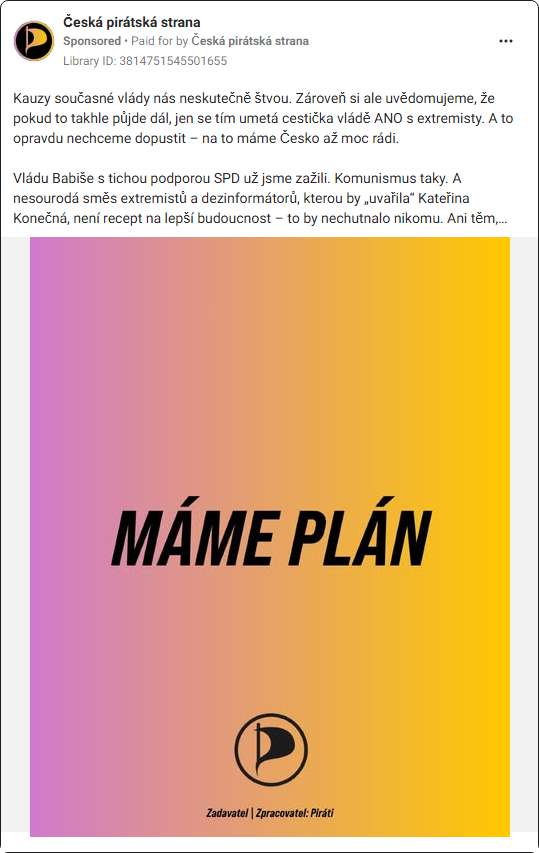 Česká pirátská strana
Sponsored • Paid for by Česká pirátská strana
Library ID: 3814751545501655
Kauzy současné vlády nás neskutečně štvou. Zároveň si ale uvědomujeme, že
pokud to takhle půjde dál, jen se tím umetá cestička vládě ANO s extremisty. A to
opravdu nechceme dopustit – na to máme Česko až moc rádi.
Vládu Babiše s tichou podporou SPD už jsme zažili. Komunismus taky. A
nesourodá směs extremistů a dezinformátorů, kterou by „uvařila“ Kateřina
Konečná, není recept na lepší budoucnost – to by nechutnalo nikomu. Ani těm,...
MÁME PLÁN
Zadavatel | Zpracovatel: Piráti